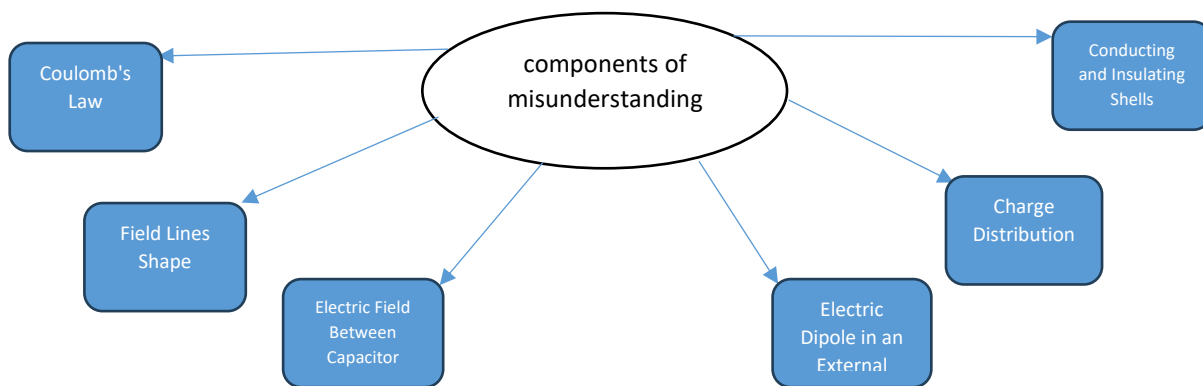 components of
misunderstanding
Coulomb's
Law
Conducting
and Insulating
Shells
Field Lines
Shape
Charge
Distribution
Electric Field
Between
Capacitor
Electric
Dipole in an
External